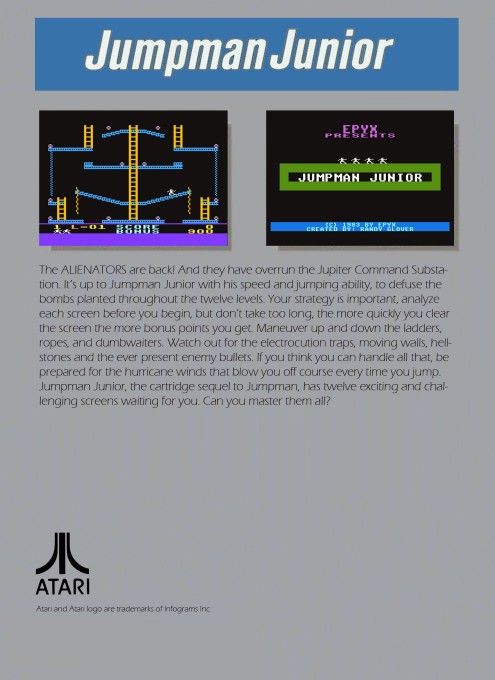 Jumpman Junior
1 L-01 SCORE 0
BONUS 900
EPYX
PRESENTS
JUMPMAN JUNIOR
(C) 1983 BY EPYX
CREATED BY: RANDY GLOVER
The ALIENATORS are back! And they have overrun the Jupiter Command Substa-
tion. It's up to Jumpman Junior with his speed and jumping ability, to defuse the
bombs planted throughout the twelve levels. Your strategy is important, analyze
each screen before you begin, but don't take too long, the more quickly you clear
the screen the more bonus points you get. Maneuver up and down the ladders,
ropes, and dumbwaiters. Watch out for the electrocution traps, moving walls, hell-
stones and the ever present enemy bullets. If you think you can handle all that, be
prepared for the hurricane winds that blow you off course every time you jump.
Jumpman Junior, the cartridge sequel to Jumpman, has twelve exciting and chal-
lenging screens waiting for you. Can you master them all?
ATARI
Atari and Atari logo are trademarks of Infograms Inc.